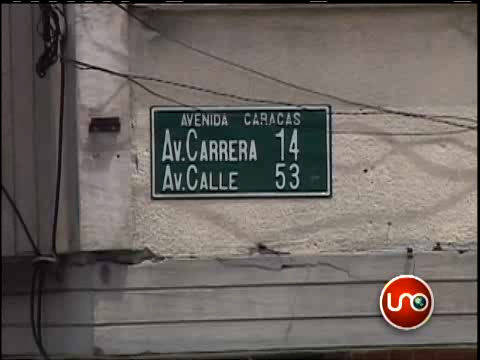 AVENIDA CARACAS
AV. CARRERA 14
AV. CALLE 53
UNO